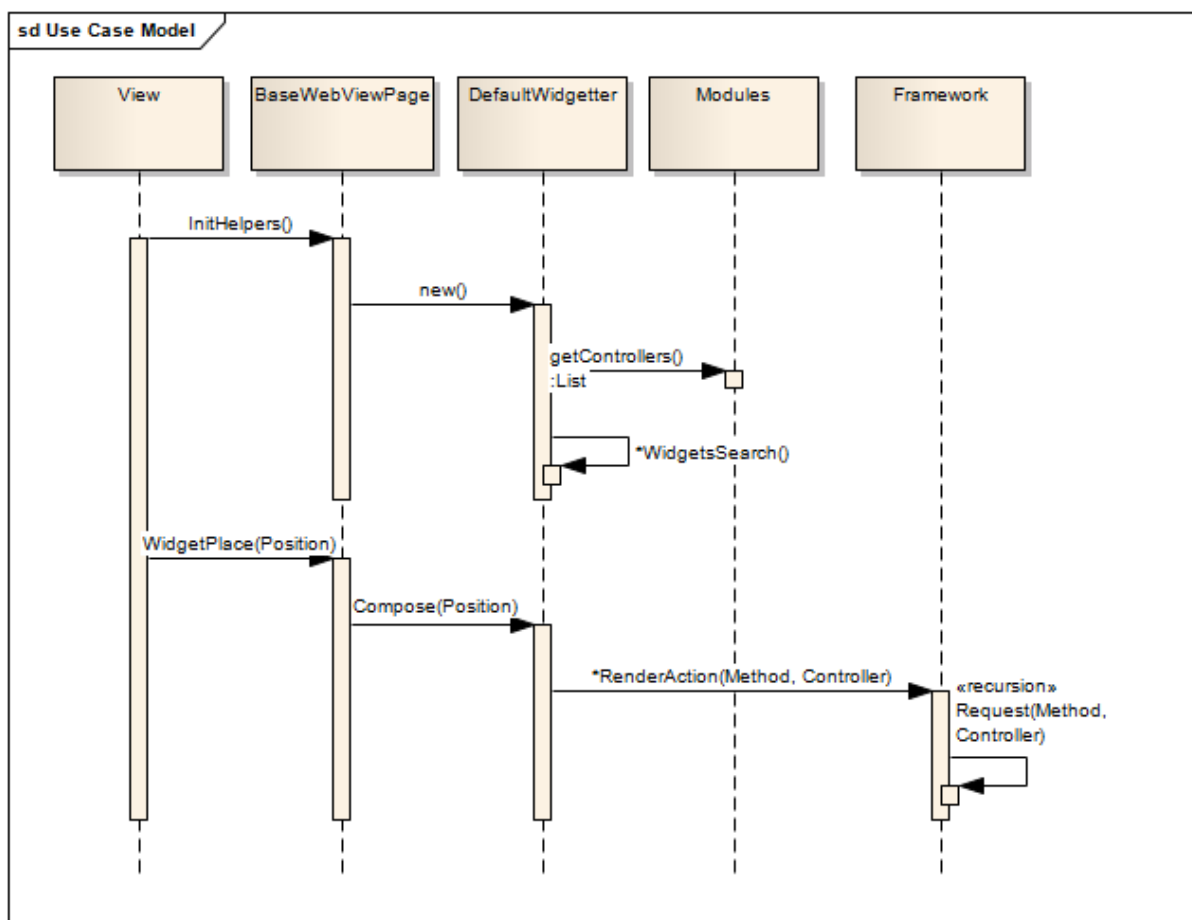 sd Use Case Model
View
BaseWebViewPage
DefaultWidgetter
Modules
Framework
InitHelpers()
new()
getControllers()
:List
*WidgetsSearch()
WidgetPlace(Position)
Compose(Position)
*RenderAction(Method, Controller)
«recursion»
Request(Method,
Controller)